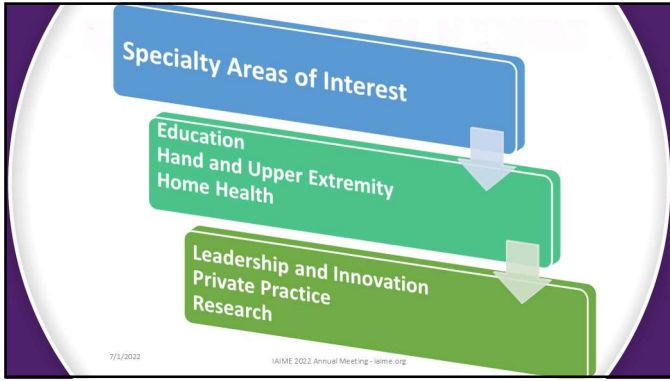 Specialty Areas of Interest
Education
Hand and Upper Extremity
Home Health
Leadership and Innovation
Private Practice
Research
7/1/2022
IAIME 2022 Annual Meeting - iaime.org